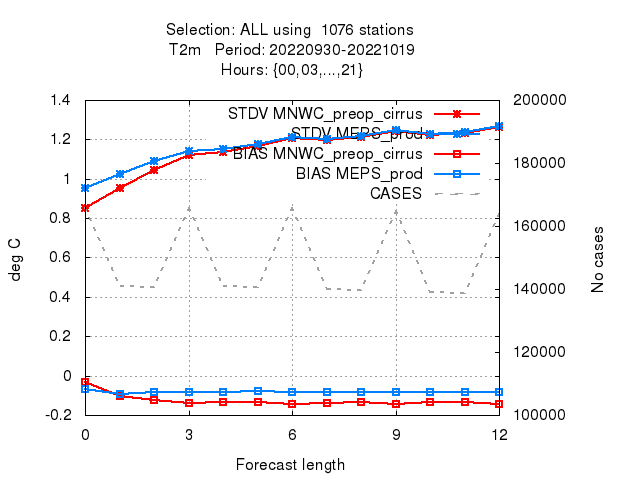 Selection: ALL using  1076 stations
T2m   Period: 20220930-20221019
Hours: {00,03,...,21}
1.4
1.2
1
0.8
0.6
0.4
0.2
0
-0.2
deg C
200000
180000
160000
140000
120000
100000
No cases
STDV MNWC_preop_cirrus
STDV MEPS_prod
BIAS MNWC_preop_cirrus
BIAS MEPS_prod
CASES
0 3 6 9 12
Forecast length